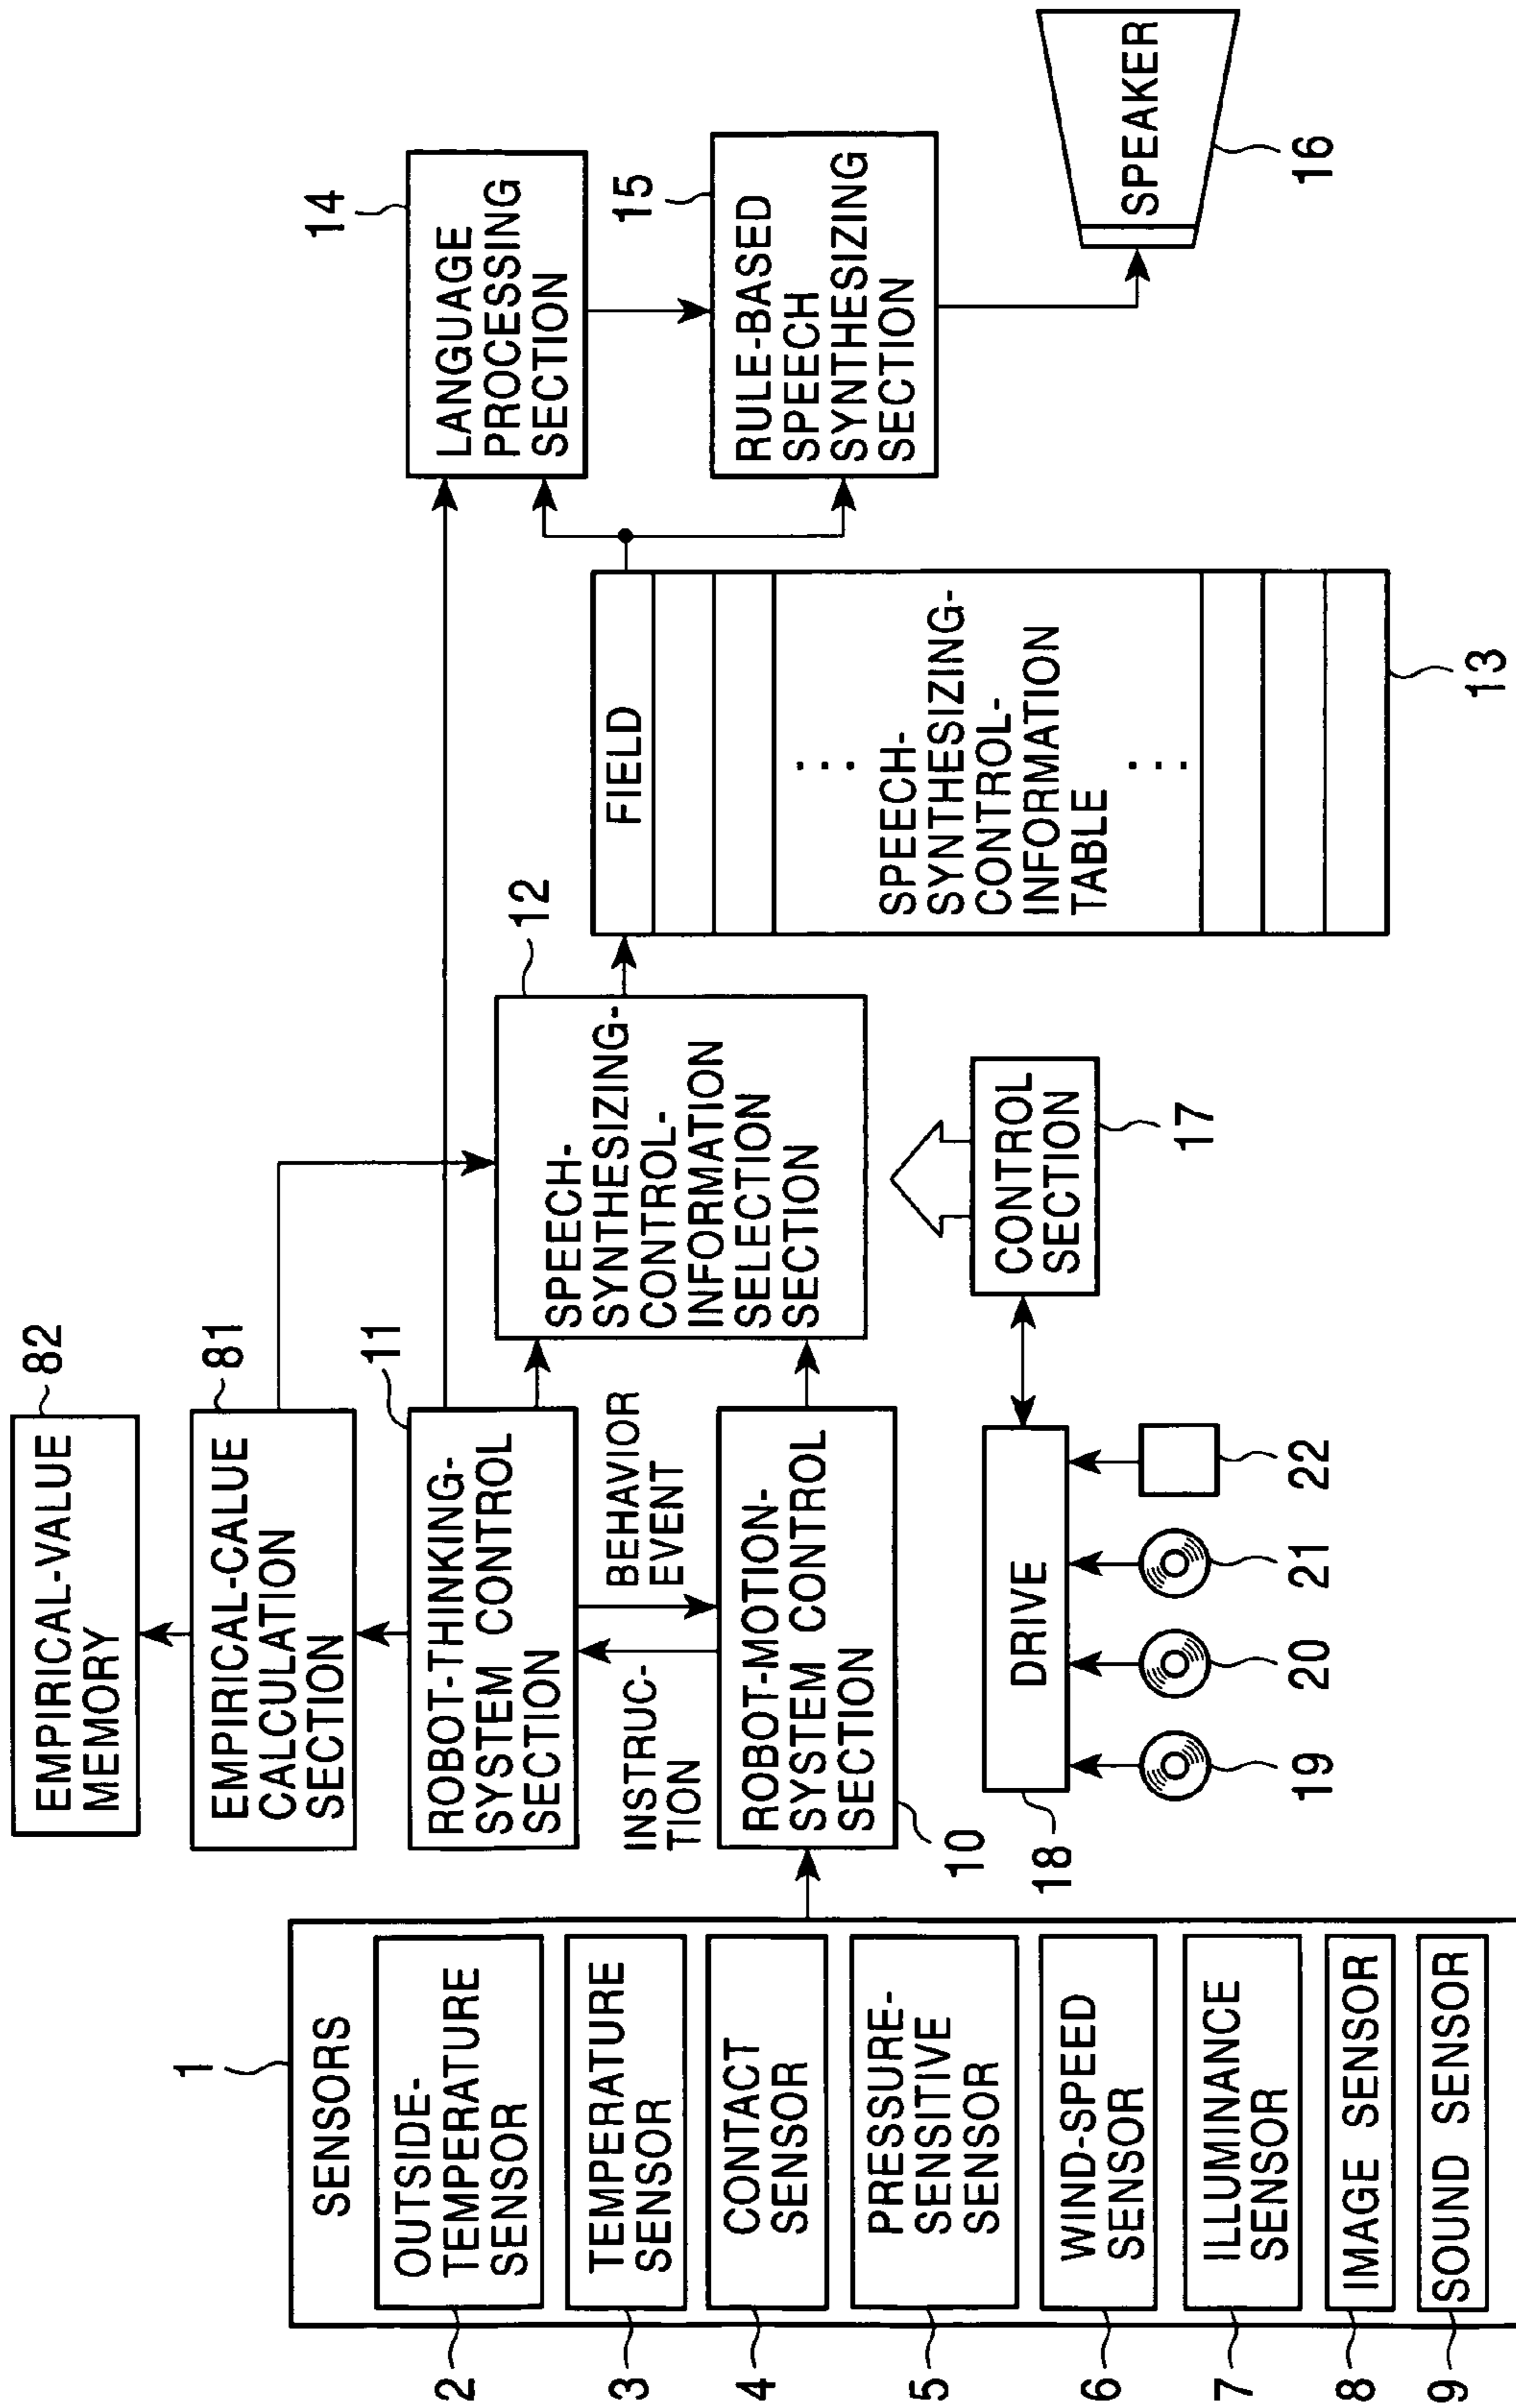 1
SENSORS
OUTSIDE-
TEMPERATURE
SENSOR
2
TEMPERATURE
SENSOR
3
CONTACT
SENSOR
4
PRESSURE-
SENSITIVE
SENSOR
5
WIND-SPEED
SENSOR
6
ILLUMINANCE
SENSOR
7
IMAGE SENSOR
8
SOUND SENSOR
9
EMPIRICAL-VALUE
MEMORY
82
EMPIRICAL-CALUE
CALCULATION
SECTION
81
ROBOT-THINKING-
SYSTEM CONTROL
SECTION
11
INSTRUC-
TION
BEHAVIOR
EVENT
ROBOT-MOTION-
SYSTEM CONTROL
SECTION
10
DRIVE
18
19
20
21
22
SPEECH-
SYNTHESIZING-
CONTROL-
INFORMATION
SELECTION
SECTION
12
CONTROL
SECTION
17
FIELD
...
SPEECH-
SYNTHESIZING-
CONTROL-
INFORMATION
TABLE
...
13
LANGUAGE
PROCESSING
SECTION
14
RULE-BASED
SPEECH
SYNTHESIZING
SECTION
15
SPEAKER
16